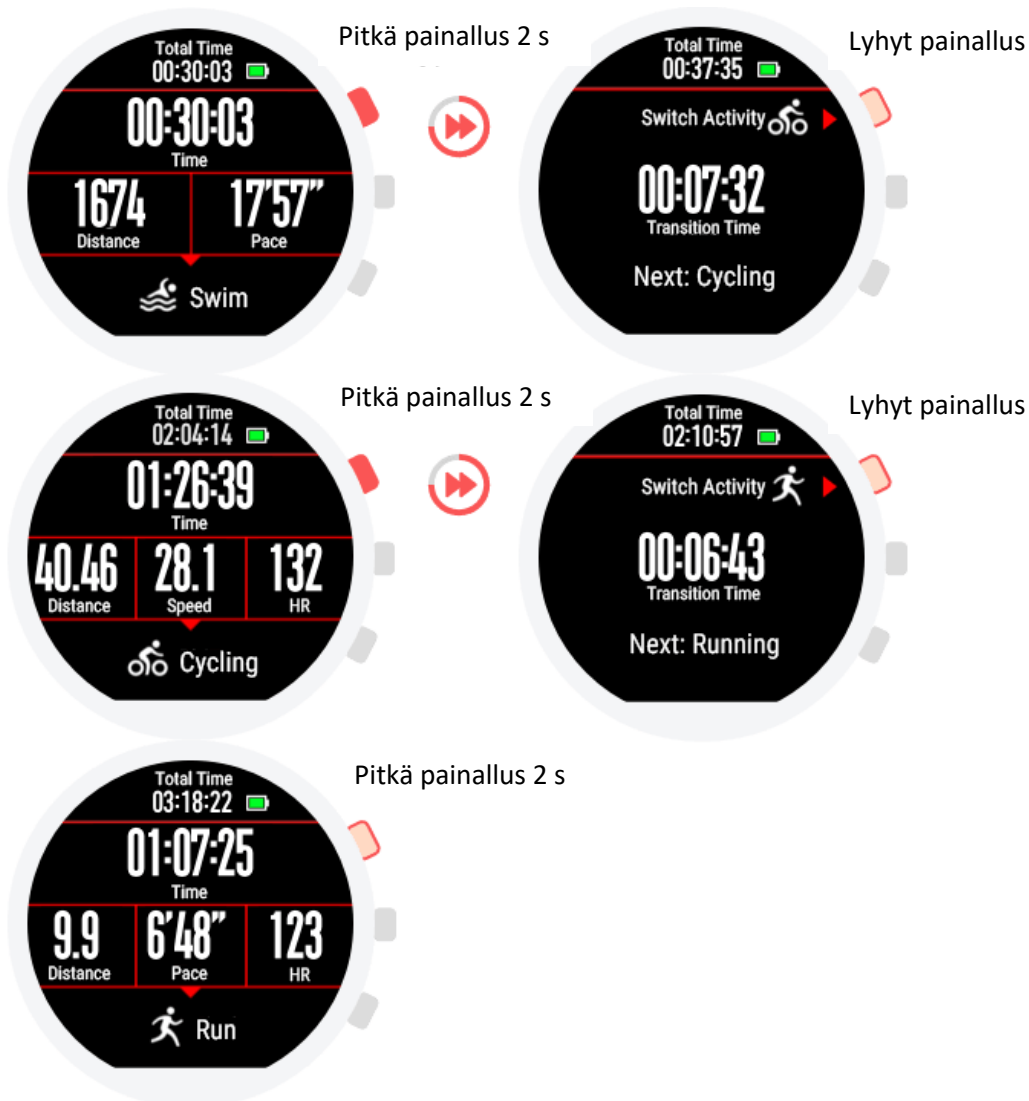 Pitkä painallus 2 s
Lyhyt painallus
Total Time
00:30:03
00:30:03
Time
1674
17'57”
Distance
Pace
Swim
Total Time
00:37:35
Switch Activity
00:07:32
Transition Time
Next: Cycling
Pitkä painallus 2 s
Lyhyt painallus
Total Time
02:04:14
01:26:39
Time
40.46
28.1
132
Distance
Speed
HR
Cycling
Total Time
02:10:57
Switch Activity
00:06:43
Transition Time
Next: Running
Pitkä painallus 2 s
Total Time
03:18:22
01:07:25
Time
9.9
6'48”
123
Distance
Pace
HR
Run